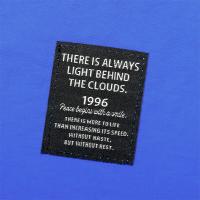 THERE IS ALWAYS
LIGHT BEHIND
THE CLOUDS.
1996
Peace begins with a smile.
THERE IS MORE TO LIFE
THAN INCREASING ITS SPEED.
WITHOUT HASTE,
BUT WITHOUT REST.